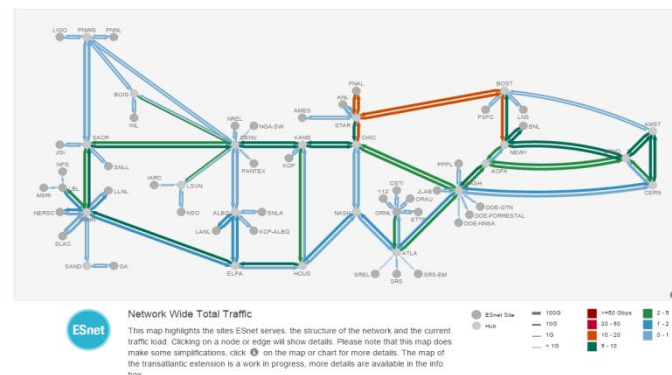 LIGO
PNWG
PNNL
BOIS
INL
FNAL
ANL
AMES
STAR
BOST
PSFC
LNS
BNL
NREL
NGA-SW
SACR
DENV
KANS
CHIC
NEWY
AMST
JGI
SNLL
PANTEX
KCP
AOFA
NPS
LBL
MSRI
LLNL
IARC
LSVN
NSO
PPPL
JLAB
CERN
OSTI
Y12
ORAU
ORNL
ETTP
DOE-GTN
DOE-FORRESTAL
DOE-NNSA
NERSC
SLAC
ALBQ
SNLA
LANL
KCP-ALBQ
NASH
SAND
GA
ELPA
HOUS
ATLA
SREL
SRS
SRS-EM
ESnet
Network Wide Total Traffic
This map highlights the sites ESnet serves, the structure of the network and the current
traffic load. Clicking on a node or edge will show details. Please note that this map does
make some simplifications, click on the map or chart for more details. The map of
the transatlantic extension is a work in progress, more details are available in the info
box.
ESnet Site
Hub
100G
10G
1G
< 1G
>=50 Gbps
20 - 50
10 - 20
5 - 10
2 - 5
1 - 2
0 - 1